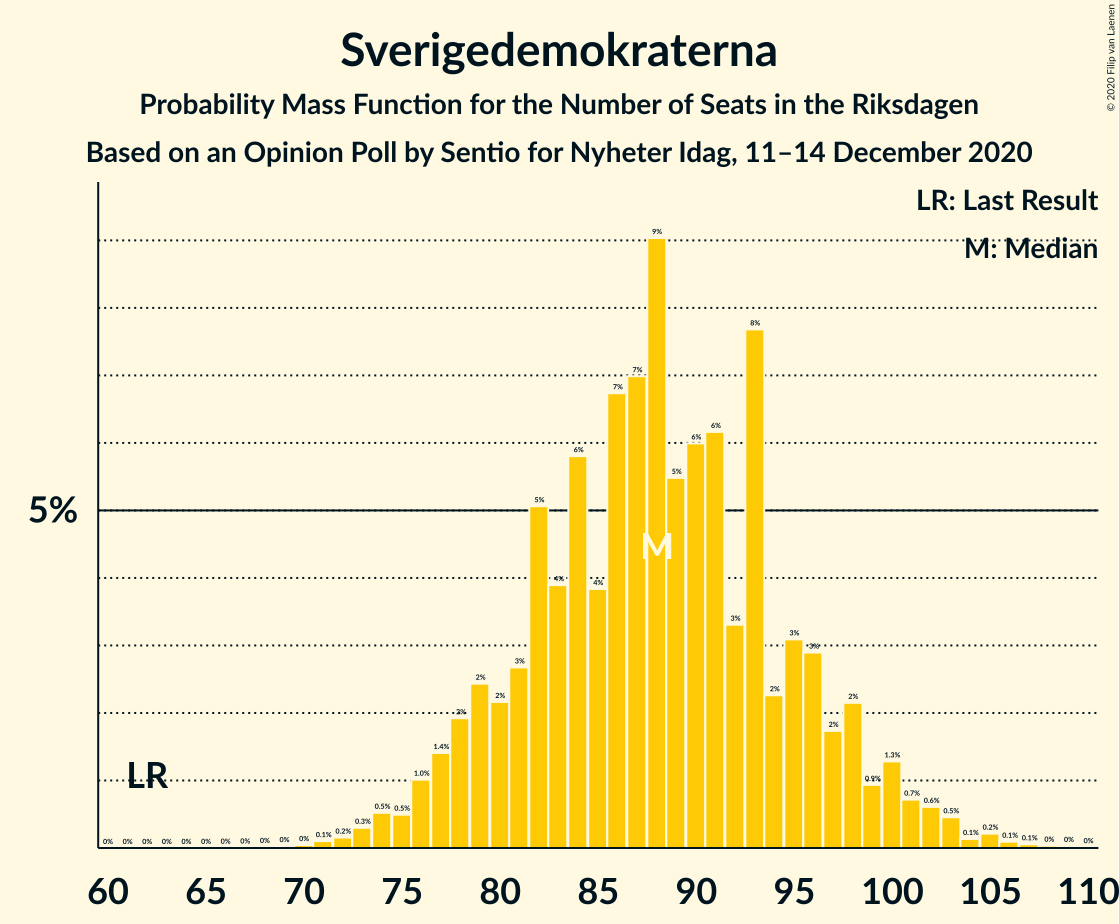 Sverigedemokraterna
Probability Mass Function for the Number of Seats in the Riksdagen
Based on an Opinion Poll by Sentio for Nyheter Idag, 11–14 December 2020
© 2020 Filip van Laenen
LR: Last Result
M: Median
5%
LR
M
0% 0% 0% 0% 0% 0% 0% 0% 0% 0% 0% 0.1% 0.2% 0.3% 0.5% 0.5% 1.0% 1.4% 2% 2% 2% 3% 5% 4% 6% 4% 7% 7% 9% 5% 6% 6% 3% 8% 2% 3% 3% 2% 2% 0.9% 1.3% 0.7% 0.6% 0.5% 0.1% 0.2% 0.1% 0.1% 0% 0% 0%
60 65 70 75 80 85 90 95 100 105 110